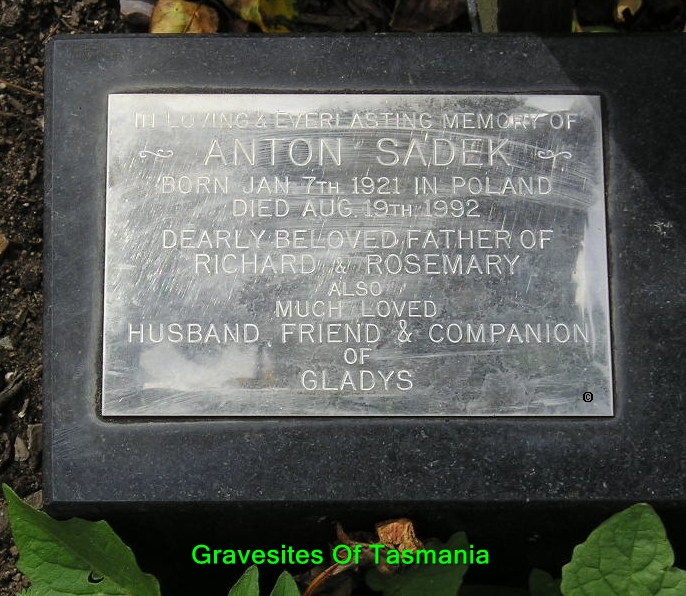 IN LOVING & EVERLASTING MEMORY OF
ANTON SADEK
BORN JAN 7TH 1921 IN POLAND
DIED AUG 19TH 1992
DEARLY BELOVED FATHER OF
RICHARD & ROSEMARY
ALSO
MUCH LOVED
HUSBAND, FRIEND & COMPANION
OF
GLADYS
©
Gravesites Of Tasmania